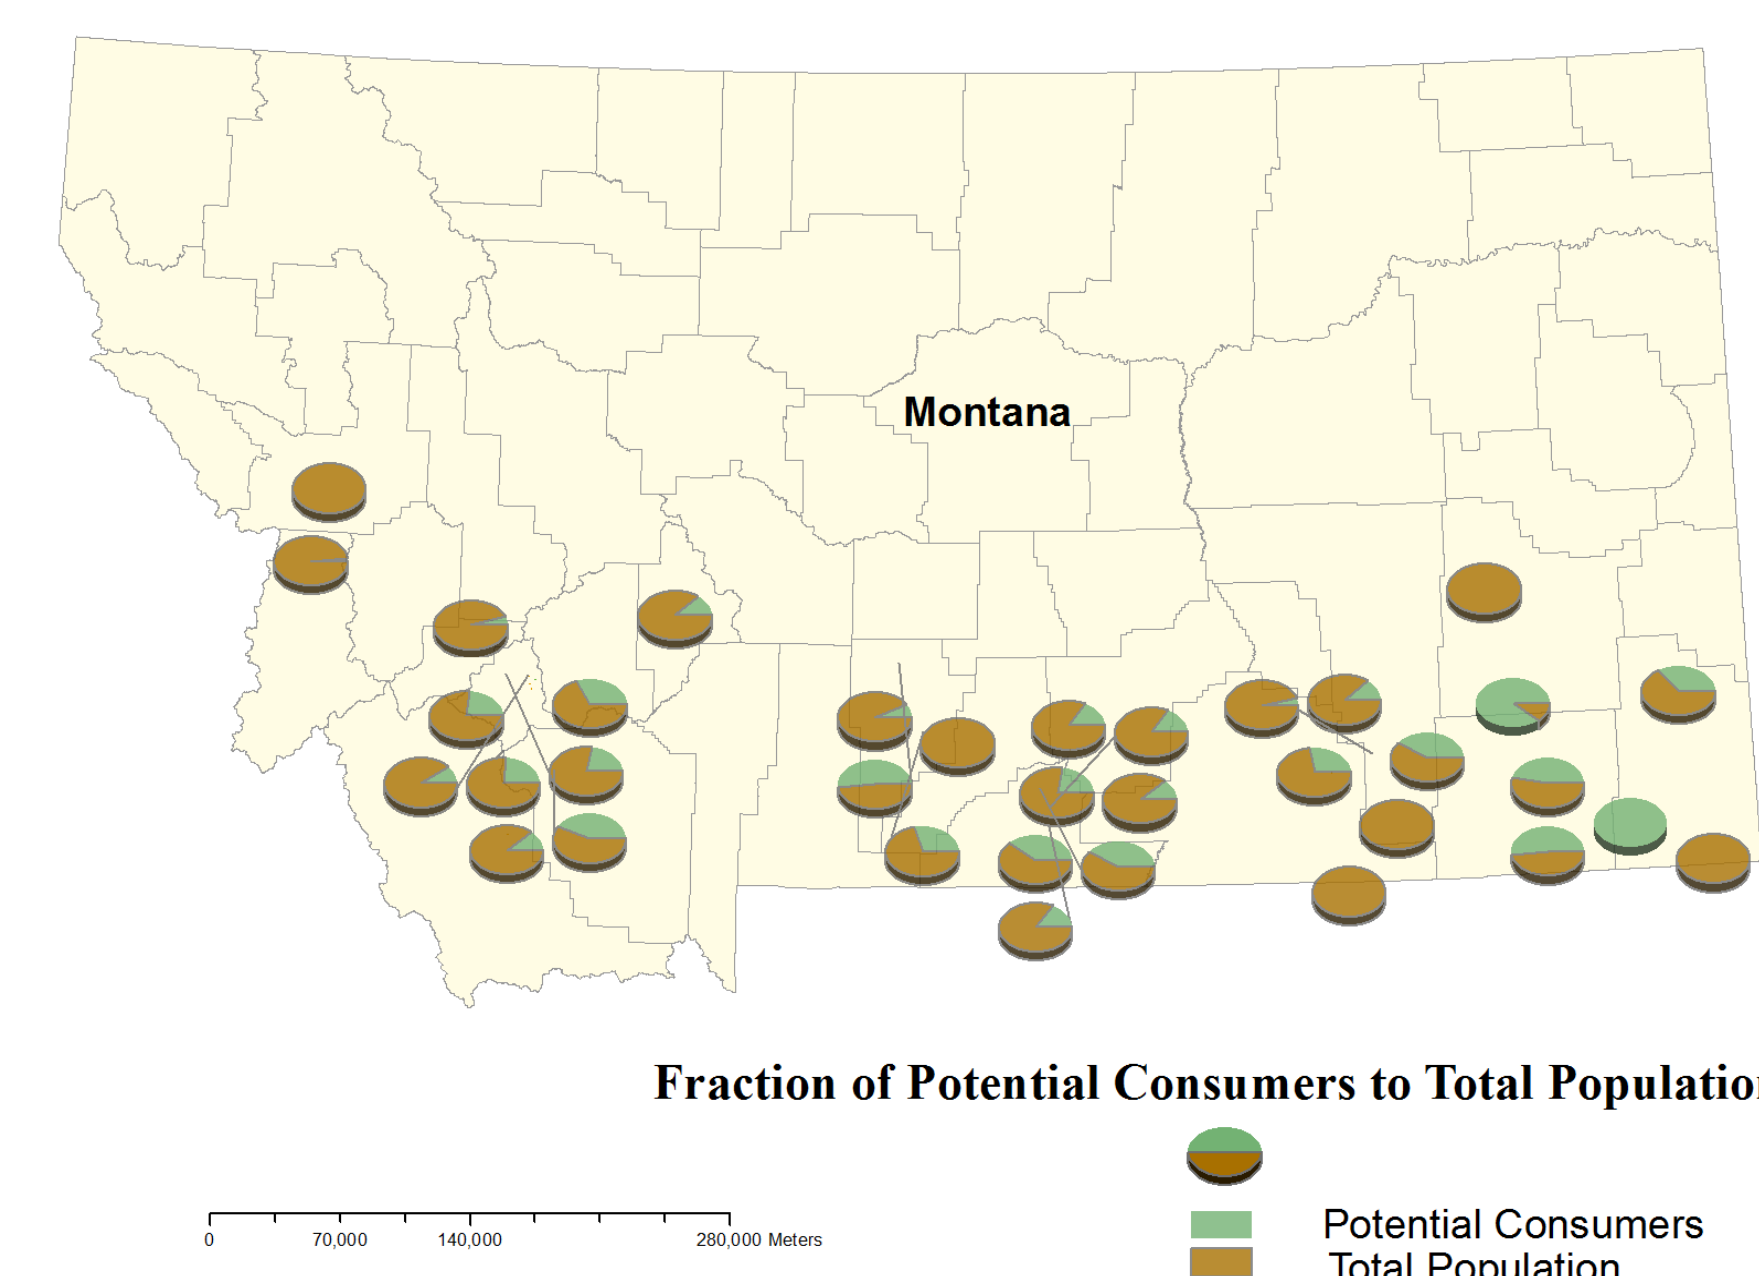 Montana
Fraction of Potential Consumers to Total Population
0 70,000 140,000 280,000 Meters
Potential Consumers
Total Population